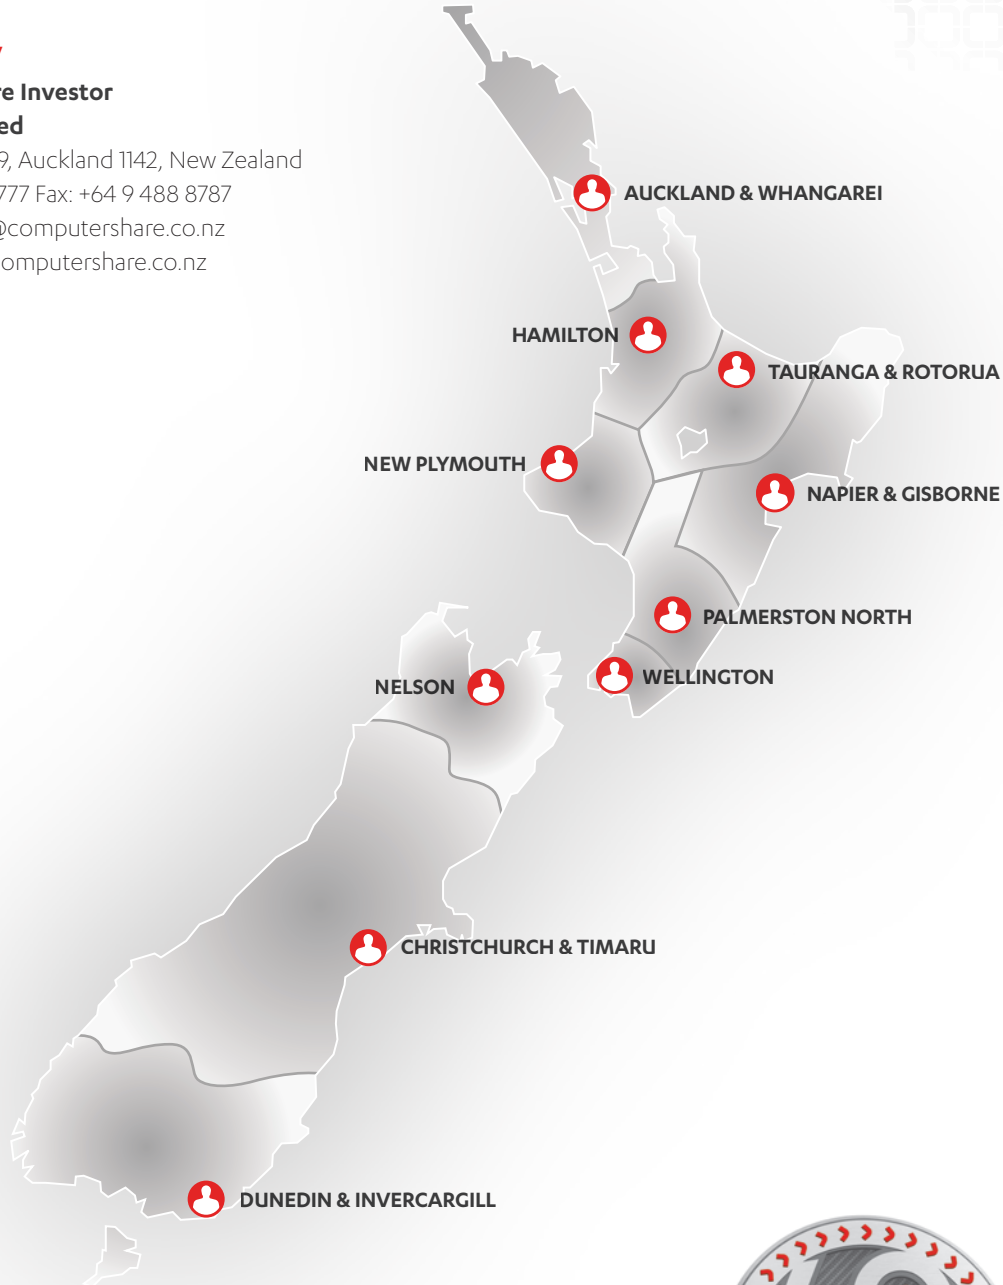 re Investor
ed
9, Auckland 1142, New Zealand
777 Fax: +64 9 488 8787
@computershare.co.nz
omputershare.co.nz
AUCKLAND & WHANGAREI
HAMILTON
TAURANGA & ROTORUA
NEW PLYMOUTH
NAPIER & GISBORNE
PALMERSTON NORTH
WELLINGTON
NELSON
CHRISTCHURCH & TIMARU
DUNEDIN & INVERCARGILL